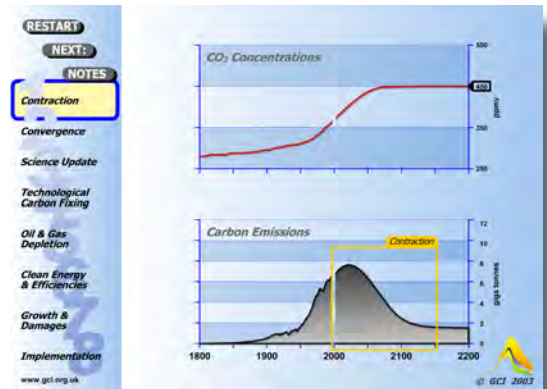 RESTART
NEXT:
NOTES
Contraction
Convergence
Science Update
Technological
Carbon Fixing
Oil & Gas
Depletion
Clean Energy
& Efficiencies
Growth &
Damages
Implementation
www.gci.org.uk
CO₂ Concentrations
550
450
350
250
ppmv
Carbon Emissions
Contraction
12
10
8
6
4
2
0
giga tonnes
1800
1900
2000
2100
2200
© GCI 2003